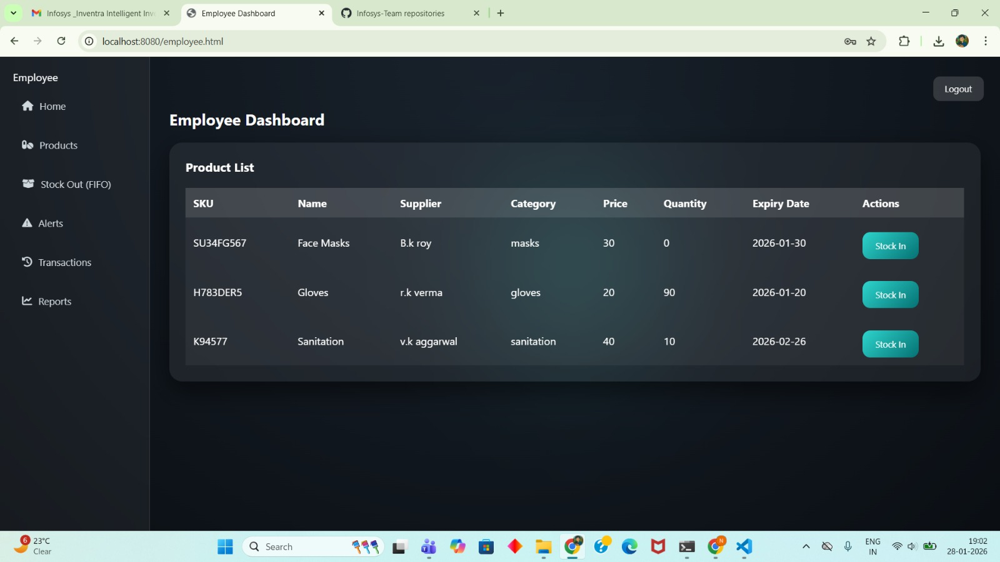 Infosys _Inventra Intelligent Inv
Employee Dashboard
Infosys-Team repositories
localhost:8080/employee.html
Employee
Home
Products
Stock Out (FIFO)
Alerts
Transactions
Reports
Logout
Employee Dashboard
Product List
SKU Name Supplier Category Price Quantity Expiry Date Actions
SU34FG567 Face Masks B.k roy masks 30 0 2026-01-30 Stock In
H783DER5 Gloves r.k verma gloves 20 90 2026-01-20 Stock In
K94577 Sanitation v.k aggarwal sanitation 40 10 2026-02-26 Stock In
6
23°C
Clear
Search
N
ENG
IN
19:02
28-01-2026